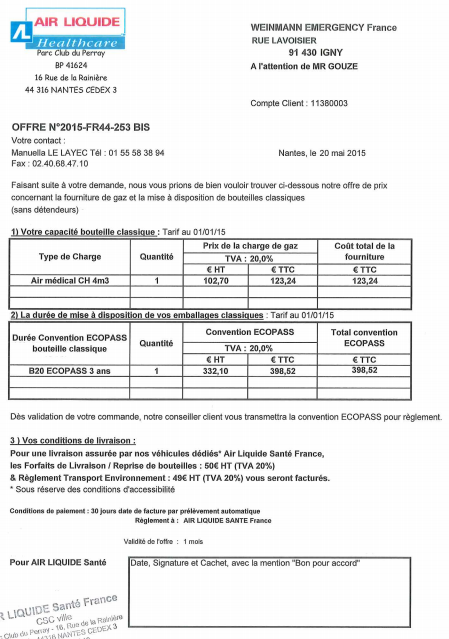 AIR LIQUIDE
Healthcare
Parc Club du Perray
BP 41624
16 Rue de la Rainière
44 316 NANTES CEDEX 3
WEINMANN EMERGENCY France
RUE LAVOISIER
91 430 IGNY
A l'attention de MR GOUZE
Compte Client : 11380003
OFFRE N°2015-FR44-253 BIS
Votre contact :
Manuella LE LAYEC Tél : 01 55 58 38 94
Fax : 02.40.68.47.10
Nantes, le 20 mai 2015
Faisant suite à votre demande, nous vous prions de bien vouloir trouver ci-dessous notre offre de prix
concernant la fourniture de gaz et la mise à disposition de bouteilles classiques
(sans détendeurs)
1) Votre capacité bouteille classique : Tarif au 01/01/15
Type de Charge Quantité Prix de la charge de gaz Coût total de la fourniture
TVA : 20,0%
€ HT € TTC € TTC
Air médical CH 4m3 1 102,70 123,24 123,24
2) La durée de mise à disposition de vos emballages classiques : Tarif au 01/01/15
Durée Convention ECOPASS bouteille classique Quantité Convention ECOPASS Total convention ECOPASS
TVA : 20,0%
€ HT € TTC € TTC
B20 ECOPASS 3 ans 1 332,10 398,52 398,52
Dès validation de votre commande, notre conseiller client vous transmettra la convention ECOPASS pour règlement.
3 ) Vos conditions de livraison :
Pour une livraison assurée par nos véhicules dédiés* Air Liquide Santé France,
les Forfaits de Livraison / Reprise de bouteilles : 50€ HT (TVA 20%)
& Règlement Transport Environnement : 49€ HT (TVA 20%) vous seront facturés.
* Sous réserve des conditions d'accessibilité
Conditions de paiement : 30 jours date de facture par prélèvement automatique
Règlement à : AIR LIQUIDE SANTE France
Validité de l'offre : 1 mois
Pour AIR LIQUIDE Santé
Date, Signature et Cachet, avec la mention "Bon pour accord"
R LIQUIDE Santé France
CSC ville
Club du Perray - 16, Rue de la Rainière
44316 NANTES CEDEX 3